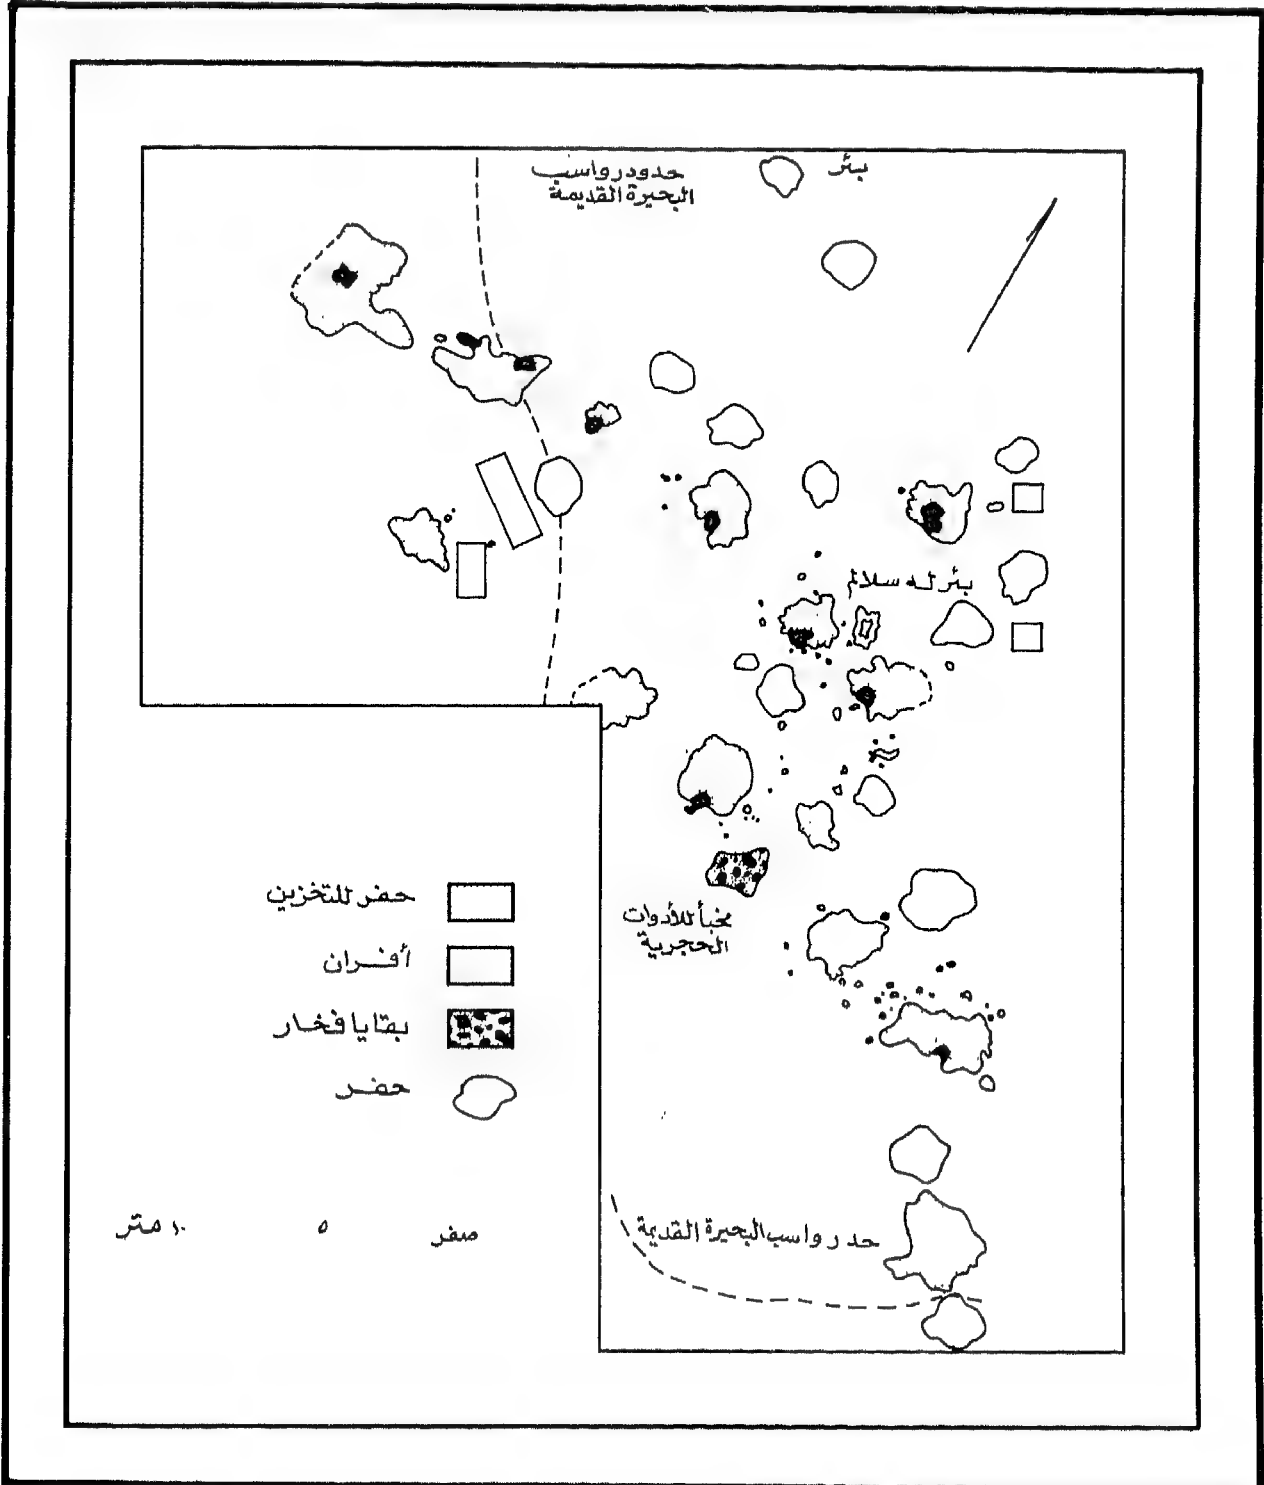 حدود رواسب
البحيرة القديمة
بئر
بئر له سلالم
مخبأ للأدوات
الحجرية
حفر للتخزين
أفران
بقايا فخار
حفر
حد رواسب البحيرة القديمة
صفر
٥
١٠ متر